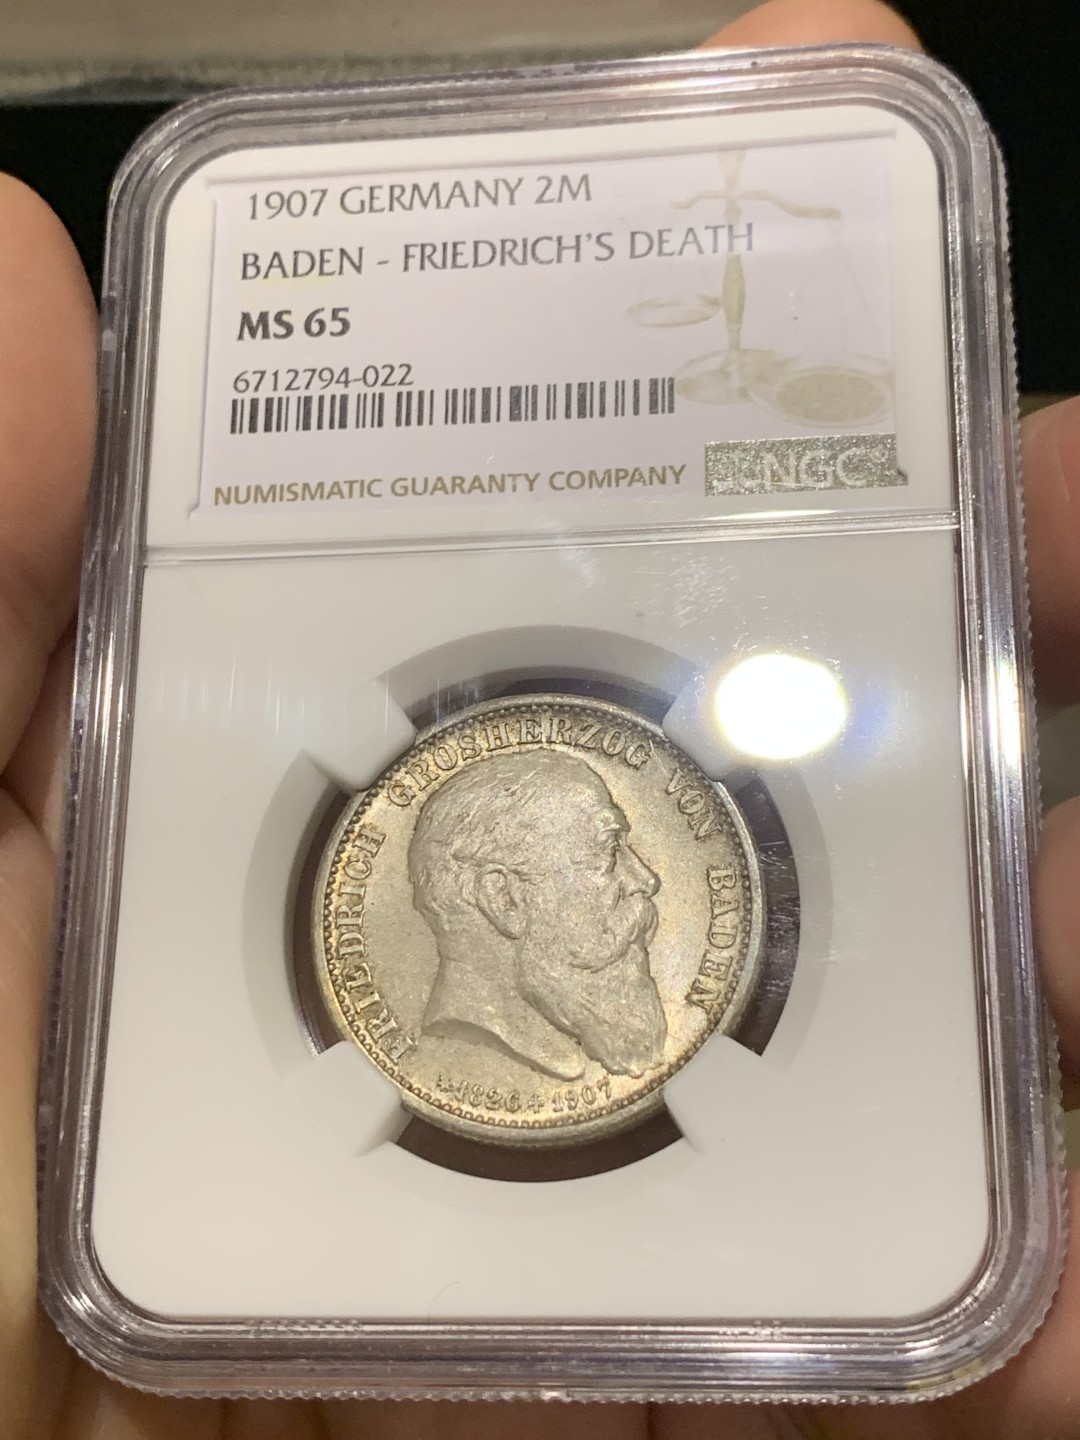 1907 GERMANY 2M
BADEN - FRIEDRICH'S DEATH
MS 65
6712794-022
NUMISMATIC GUARANTY COMPANY
NGC
FRIEDRICH GROSHERZOG VON BADEN
* 1826 + 1907